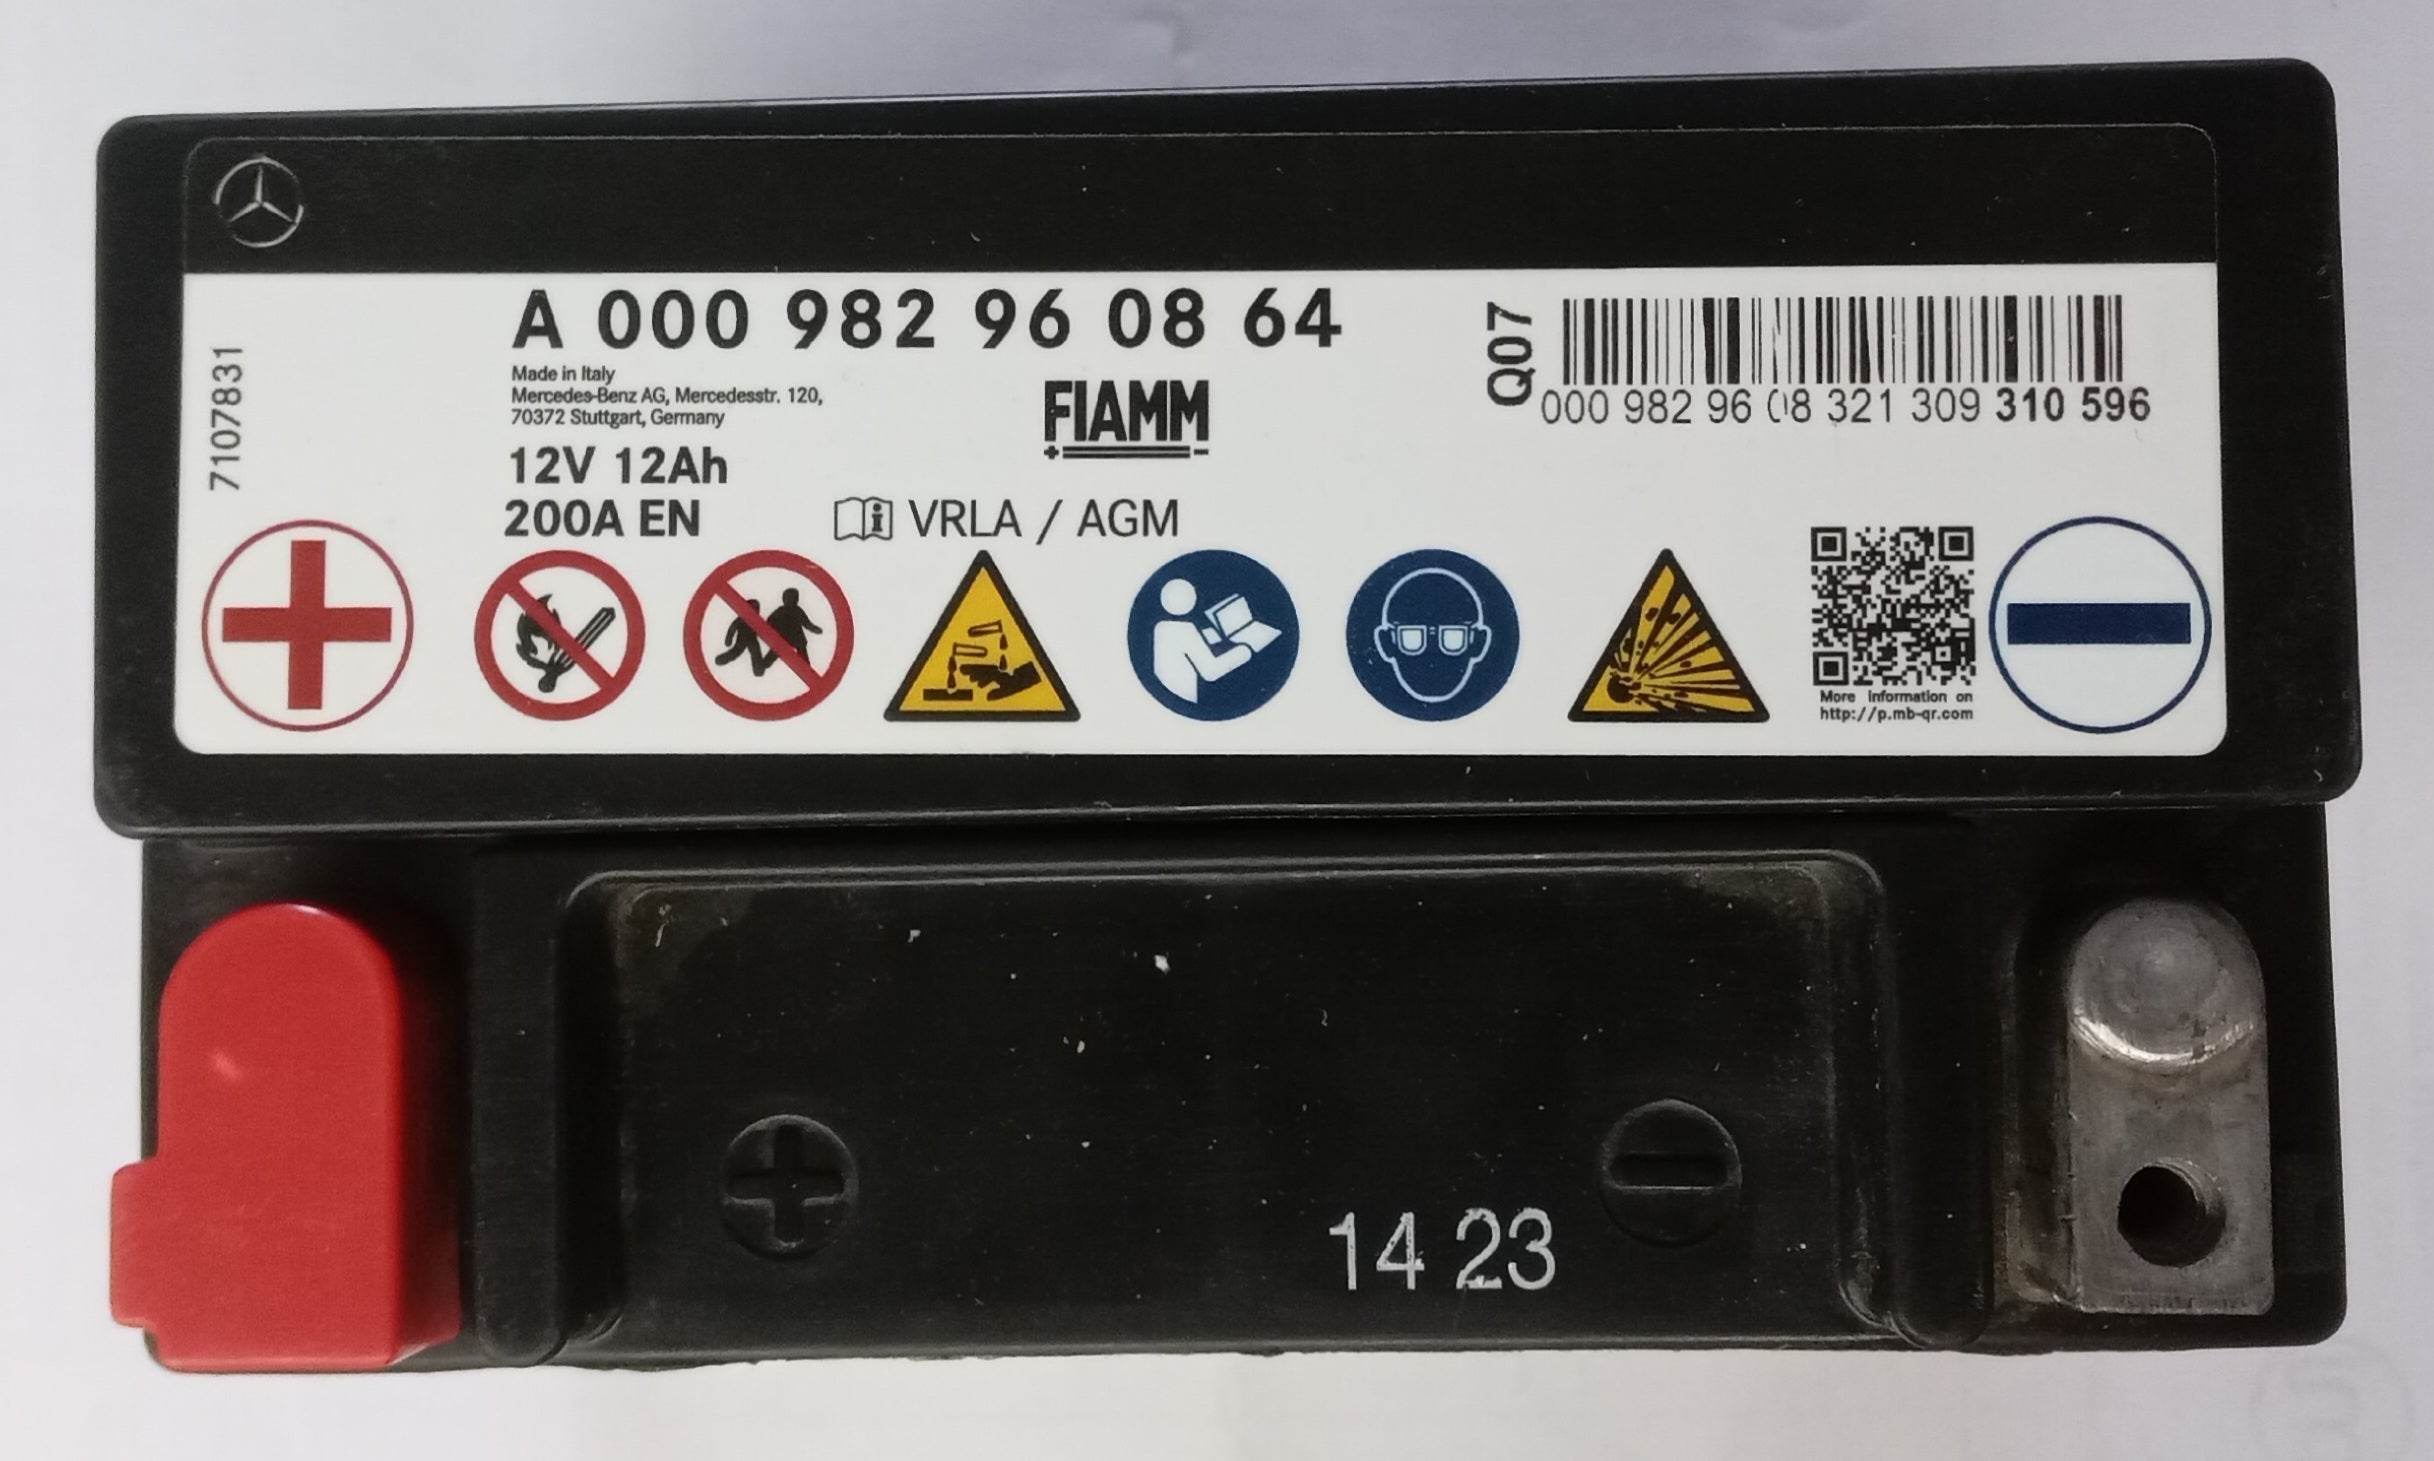 A 000 982 96 08 64
Made in Italy
Mercedes-Benz AG, Mercedesstr. 120,
70372 Stuttgart, Germany
FIAMM
+ -
12V 12Ah
200A EN
VRLA / AGM
7107831
Q07
000 982 96 08 321 309 310 596
More information on
http://p.mb-qr.com
14 23